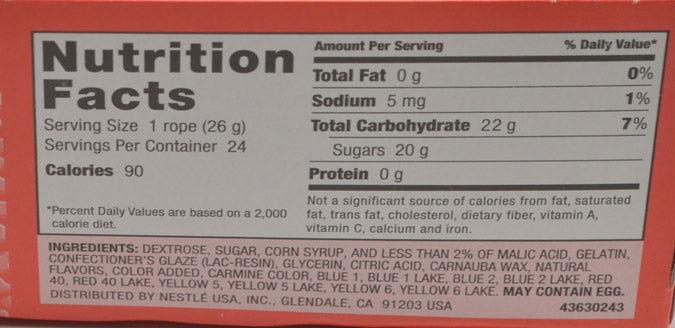 Nutrition
Facts
Serving Size 1 rope (26 g)
Servings Per Container 24
Calories 90
*Percent Daily Values are based on a 2,000
calorie diet.
Amount Per Serving % Daily Value*
Total Fat 0 g 0%
Sodium 5 mg 1%
Total Carbohydrate 22 g 7%
Sugars 20 g
Protein 0 g
Not a significant source of calories from fat, saturated
fat, trans fat, cholesterol, dietary fiber, vitamin A,
vitamin C, calcium and iron.
INGREDIENTS: DEXTROSE, SUGAR, CORN SYRUP, AND LESS THAN 2% OF MALIC ACID, GELATIN,
CONFECTIONER'S GLAZE (LAC-RESIN), GLYCERIN, CITRIC ACID, CARNAUBA WAX, NATURAL
FLAVORS, COLOR ADDED, CARMINE COLOR, BLUE 1, BLUE 1 LAKE, BLUE 2, BLUE 2 LAKE, RED
40, RED 40 LAKE, YELLOW 5, YELLOW 5 LAKE, YELLOW 6, YELLOW 6 LAKE. MAY CONTAIN EGG.
DISTRIBUTED BY NESTLÉ USA, INC., GLENDALE, CA 91203 USA 43630243